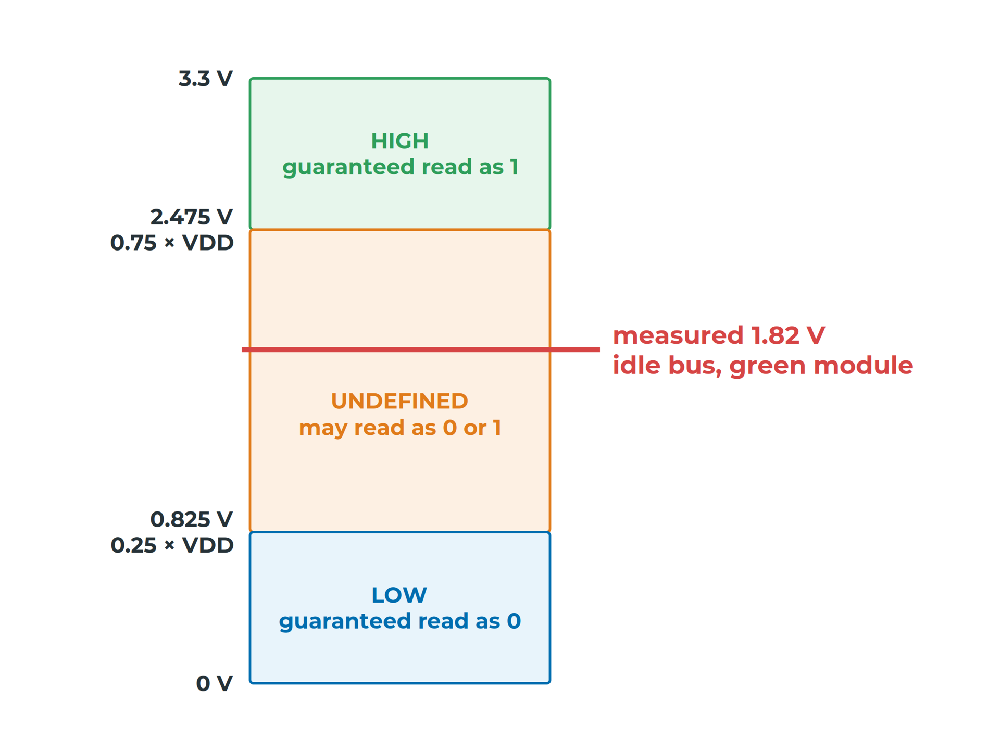 3.3 V
HIGH
guaranteed read as 1
2.475 V
0.75 × VDD
measured 1.82 V
idle bus, green module
UNDEFINED
may read as 0 or 1
0.825 V
0.25 × VDD
LOW
guaranteed read as 0
0 V